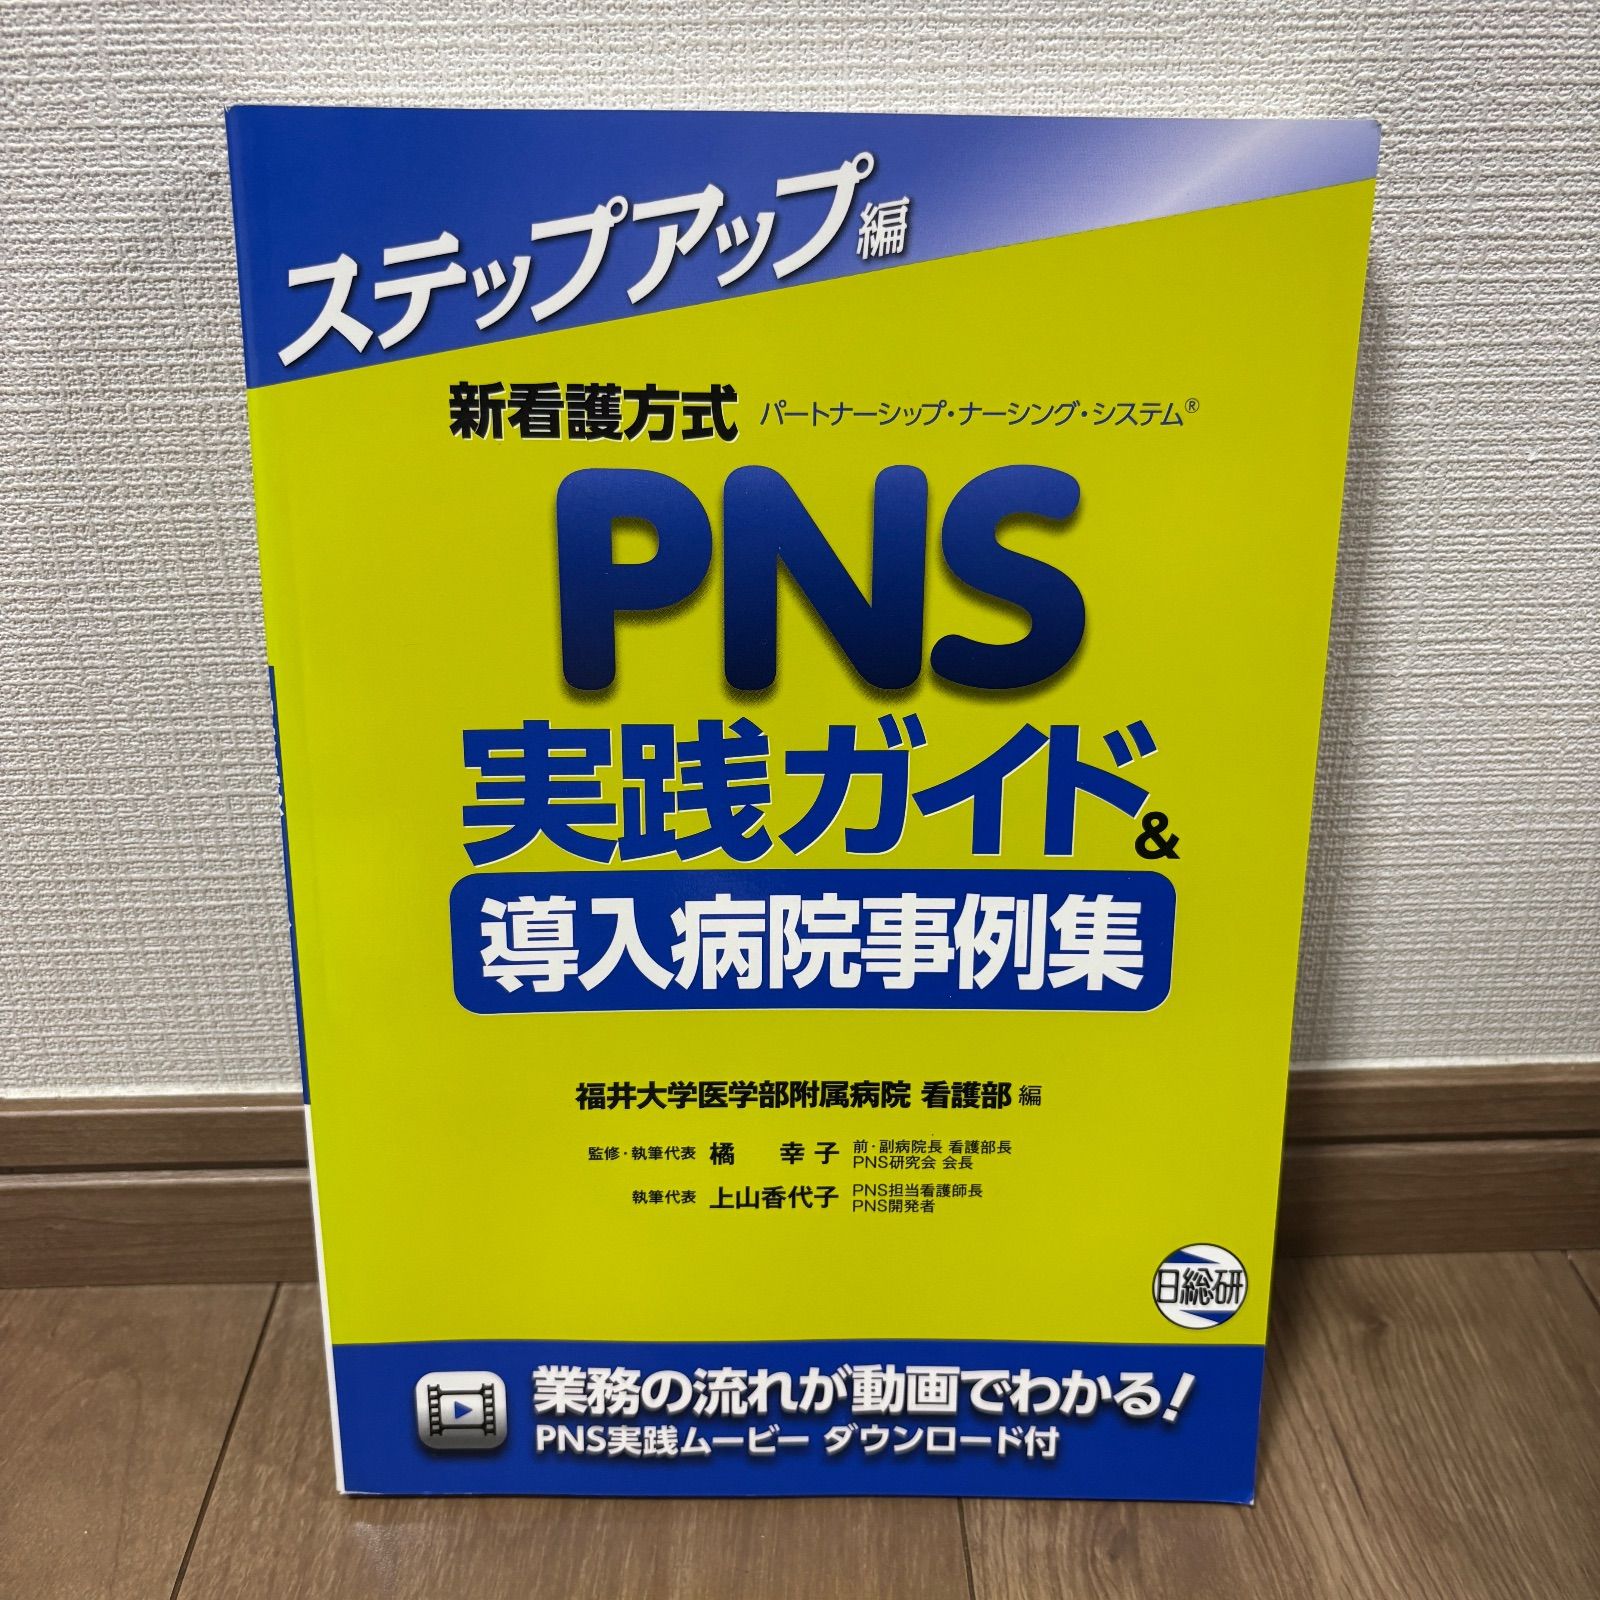 ステップアップ編
新看護方式 パートナーシップ・ナーシング・システム®
PNS
実践ガイド&
導入病院事例集
福井大学医学部附属病院 看護部 編
監修・執筆代表 橘 幸子 前・副病院長 看護部長
PNS研究会 会長
執筆代表 上山香代子 PNS担当看護師長
PNS開発者
日総研
業務の流れが動画でわかる!
PNS実践ムービー ダウンロード付